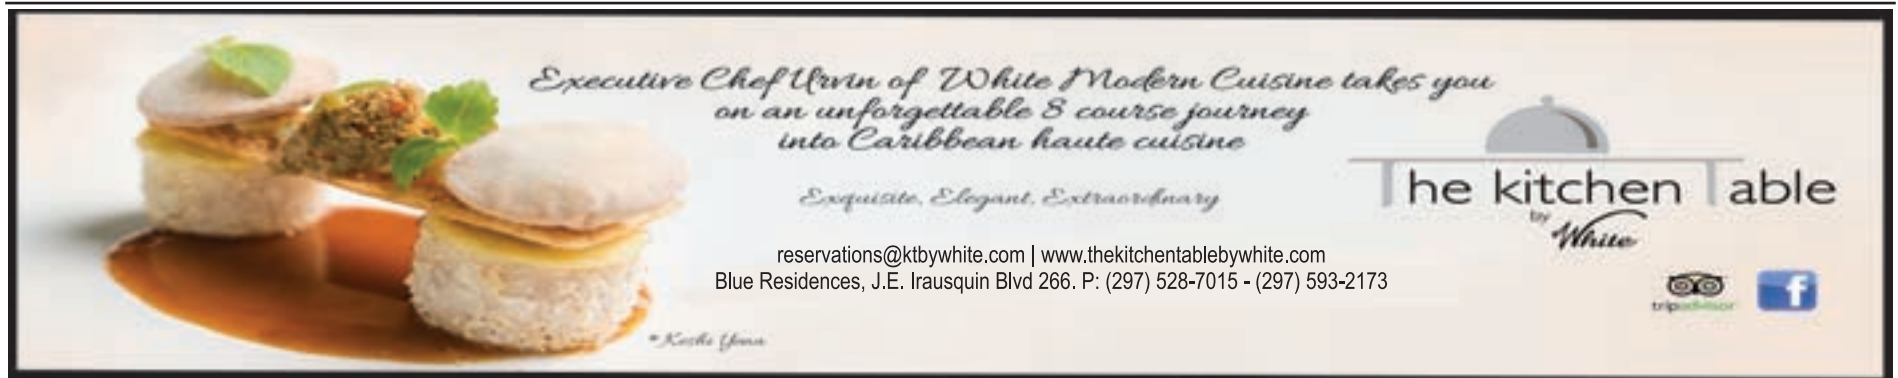 Executive Chef Urvin of White Modern Cuisine takes you
on an unforgettable 8 course journey
into Caribbean haute cuisine
Exquisite, Elegant, Extraordinary
reservations@ktbywhite.com | www.thekitchentablebywhite.com
Blue Residences, J.E. Irausquin Blvd 266. P: (297) 528-7015 - (297) 593-2173
*Keshi Yena
The kitchen Table
by
White
tripadvisor
f